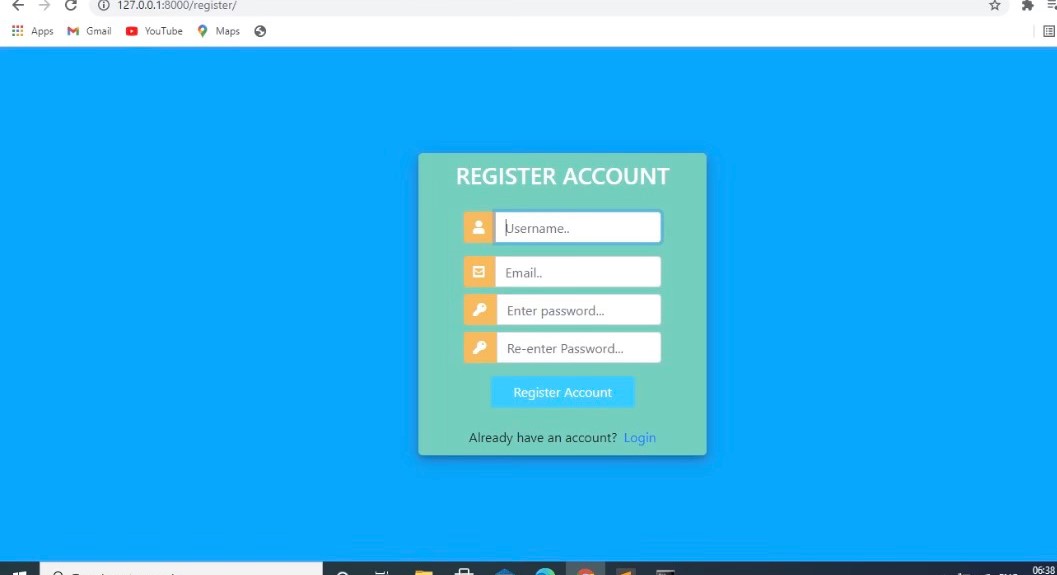 127.0.0.1:8000/register/
Apps Gmail YouTube Maps
REGISTER ACCOUNT
Username..
Email..
Enter password...
Re-enter Password...
Register Account
Already have an account? Login
06:38